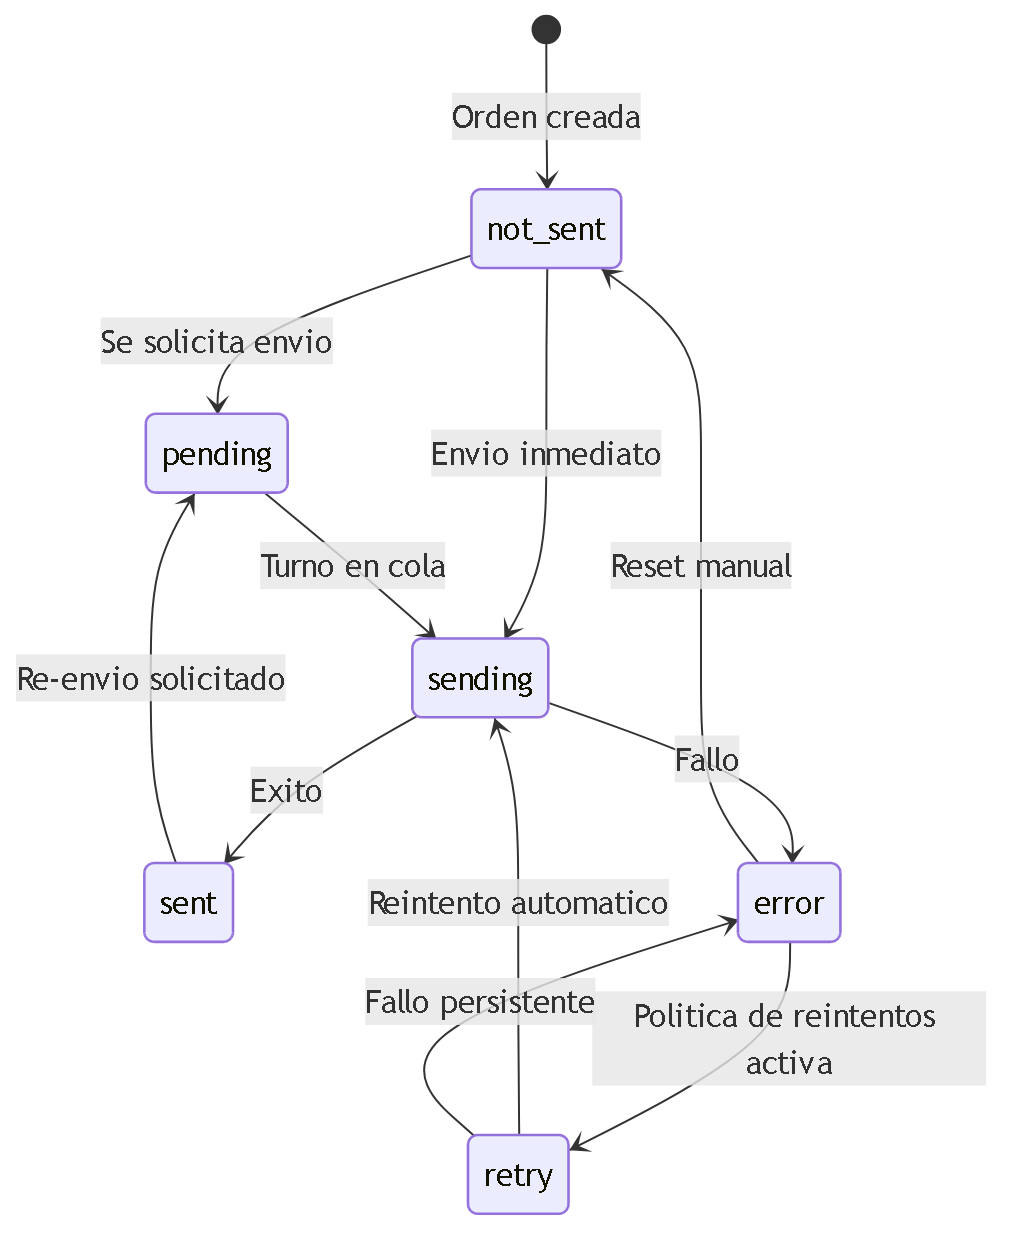 Orden creada
not_sent
Se solicita envio
pending
Envio inmediato
Turno en cola
Reset manual
Re-envio solicitado
sending
Fallo
Exito
sent
Reintento automatico
error
Fallo persistente
Politica de reintentos
activa
retry